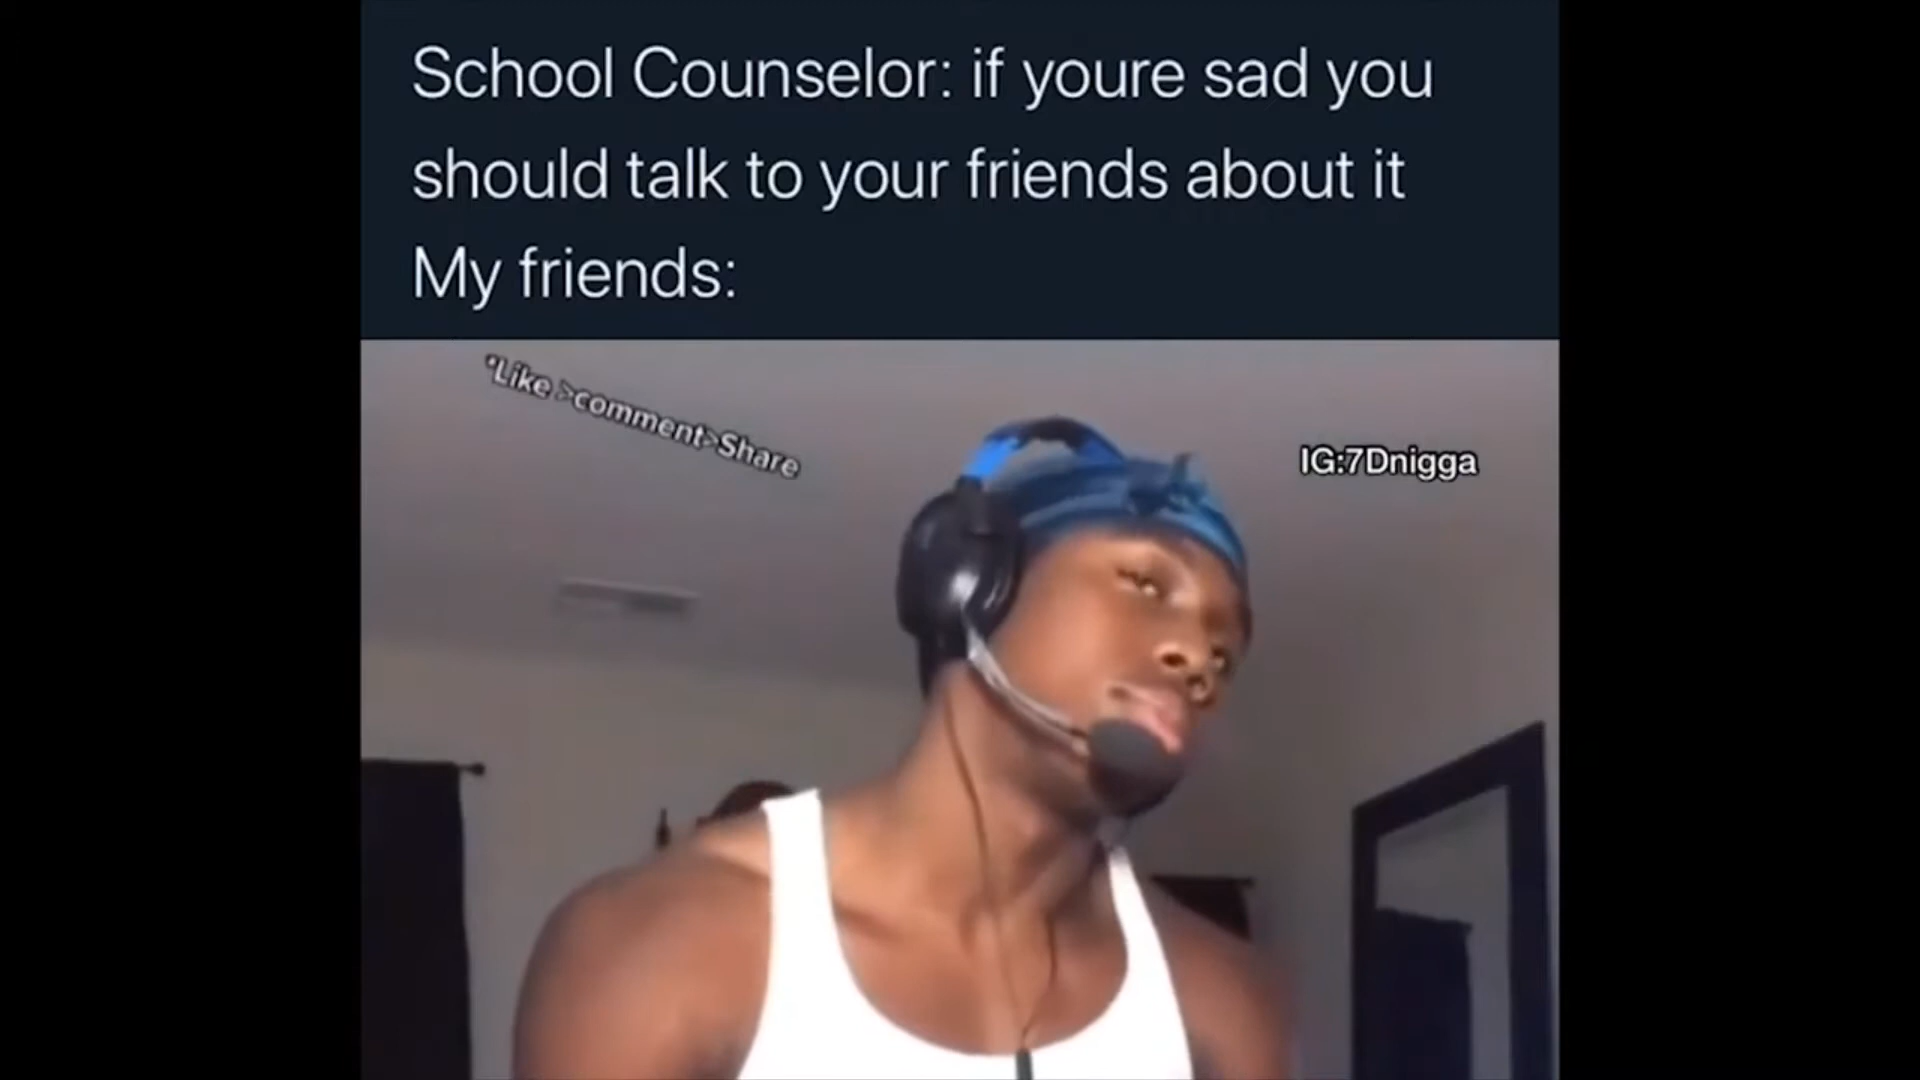 School Counselor: if youre sad you
should talk to your friends about it
My friends:
*Like >comment>Share
IG:7Dnigga